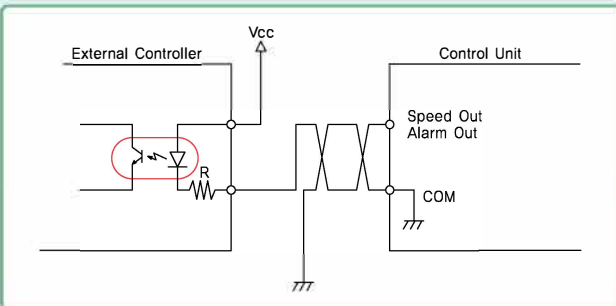 Vcc
External Controller
Control Unit
Speed Out
Alarm Out
R
COM